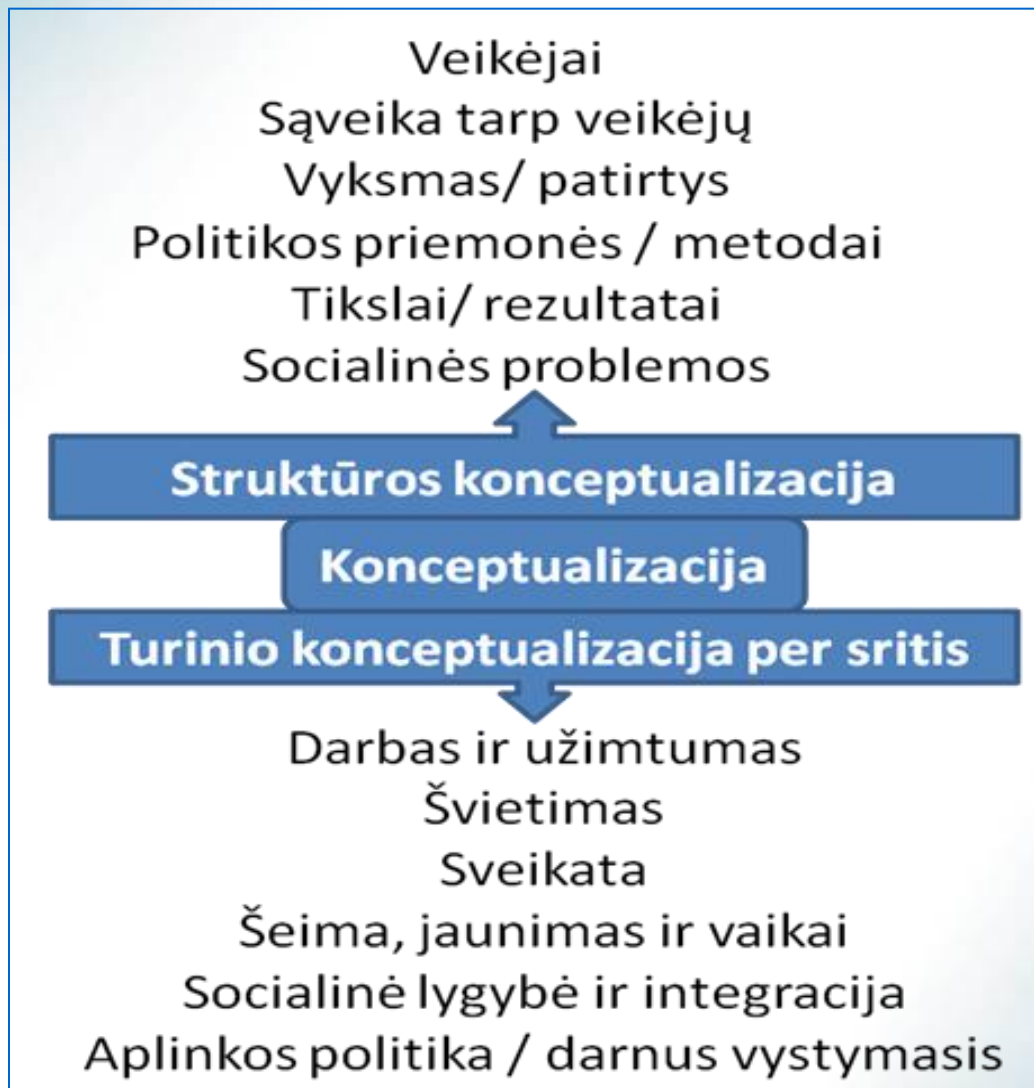 Veikėjai
Sąveika tarp veikėjų
Vyksmas/ patirtys
Politikos priemonės / metodai
Tikslai/ rezultatai
Socialinės problemos
Struktūros konceptualizacija
Konceptualizacija
Turinio konceptualizacija per sritis
Darbas ir užimtumas
Švietimas
Sveikata
Šeima, jaunimas ir vaikai
Socialinė lygybė ir integracija
Aplinkos politika / darnus vystymasis